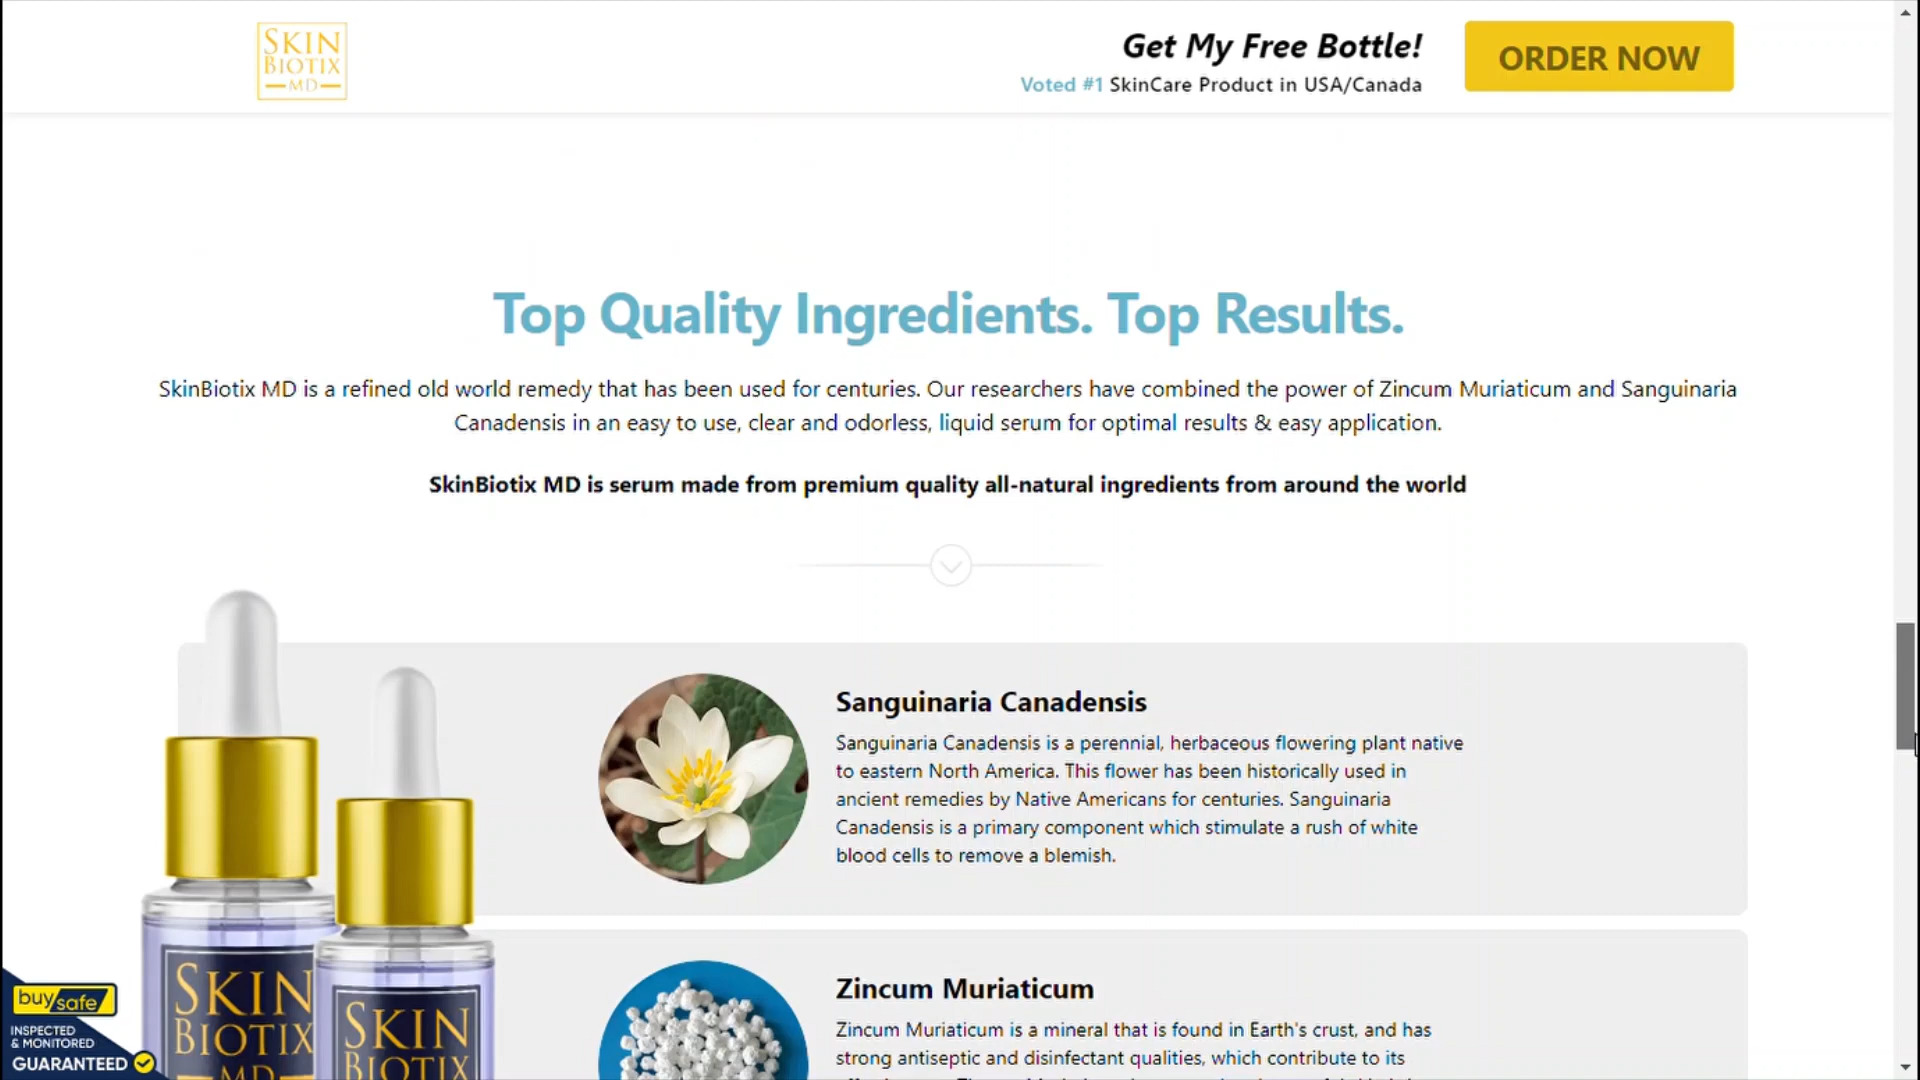 SKIN
BIOTIX
MD
Get My Free Bottle!
Voted #1 SkinCare Product in USA/Canada
ORDER NOW
Top Quality Ingredients. Top Results.
SkinBiotix MD is a refined old world remedy that has been used for centuries. Our researchers have combined the power of Zincum Muriaticum and Sanguinaria
Canadensis in an easy to use, clear and odorless, liquid serum for optimal results & easy application.
SkinBiotix MD is serum made from premium quality all-natural ingredients from around the world
Sanguinaria Canadensis
Sanguinaria Canadensis is a perennial, herbaceous flowering plant native
to eastern North America. This flower has been historically used in
ancient remedies by Native Americans for centuries. Sanguinaria
Canadensis is a primary component which stimulate a rush of white
blood cells to remove a blemish.
Zincum Muriaticum
Zincum Muriaticum is a mineral that is found in Earth's crust, and has
strong antiseptic and disinfectant qualities, which contribute to its
SKIN
BIOTIX
MD
SKIN
BIOTIX
buy safe
INSPECTED
& MONITORED
GUARANTEED